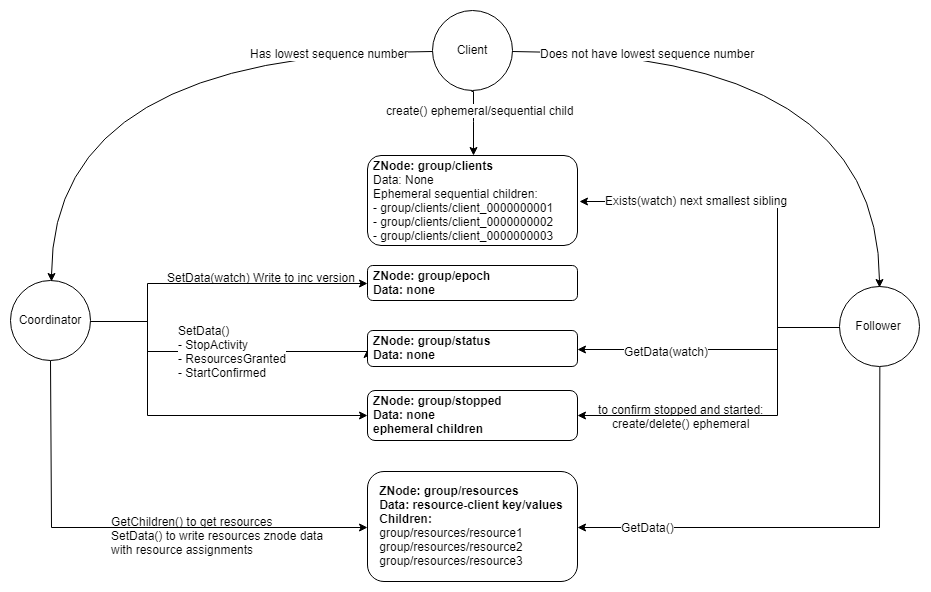 Client
Has lowest sequence number
Does not have lowest sequence number
create() ephemeral/sequential child
ZNode: group/clients
Data: None
Ephemeral sequential children:
- group/clients/client_0000000001
- group/clients/client_0000000002
- group/clients/client_0000000003
Exists(watch) next smallest sibling
SetData(watch) Write to inc version
ZNode: group/epoch
Data: none
Coordinator
Follower
SetData()
- StopActivity
- ResourcesGranted
- StartConfirmed
ZNode: group/status
Data: none
GetData(watch)
ZNode: group/stopped
Data: none
ephemeral children
to confirm stopped and started:
create/delete() ephemeral
GetChildren() to get resources
SetData() to write resources znode data
with resource assignments
ZNode: group/resources
Data: resource-client key/values
Children:
group/resources/resource1
group/resources/resource2
group/resources/resource3
GetData()